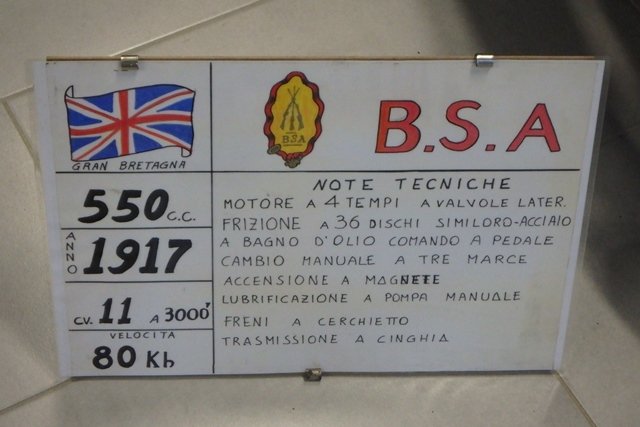 GRAN BRETAGNA
BSA
B.S.A
550 C.C.
ANNO 1917
C.V. 11 A 3000'
VELOCITA
80 Kh
NOTE TECNICHE
MOTORE A 4 TEMPI A VALVOLE LATER.
FRIZIONE A 36 DISCHI SIMILORO-ACCIAIO
A BAGNO D'OLIO COMANDO A PEDALE
CAMBIO MANUALE A TRE MARCE
ACCENSIONE A MAGNETE
LUBRIFICAZIONE A POMPA MANUALE
FRENI A CERCHIETTO
TRASMISSIONE A CINGHIA